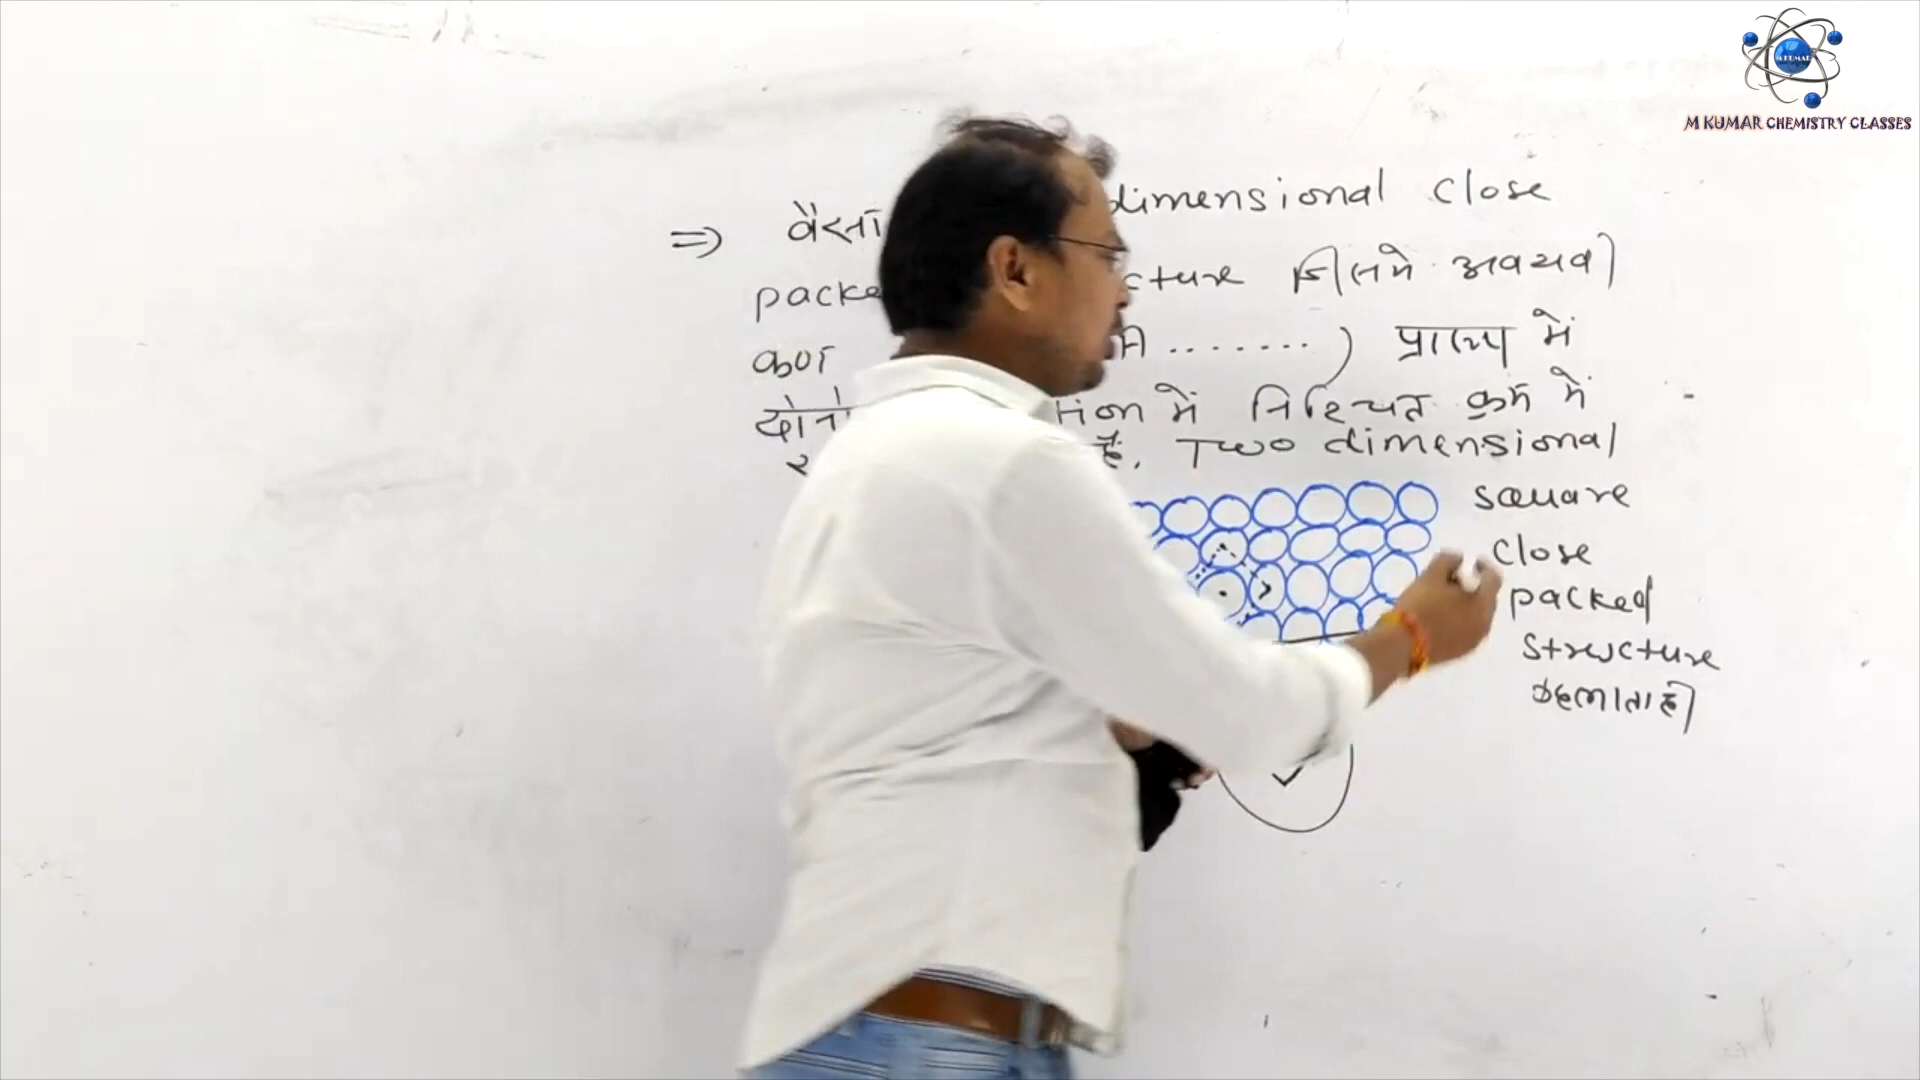 M KUMAR
M KUMAR CHEMISTRY CLASSES
⇒ वैसा dimensional close
packe cture जिसमे अवयवी
कण ........) प्रारूप में
दोनो tion में निश्चित क्रम में
है. Two dimensional
square
close
packed
structure
कहलाता है